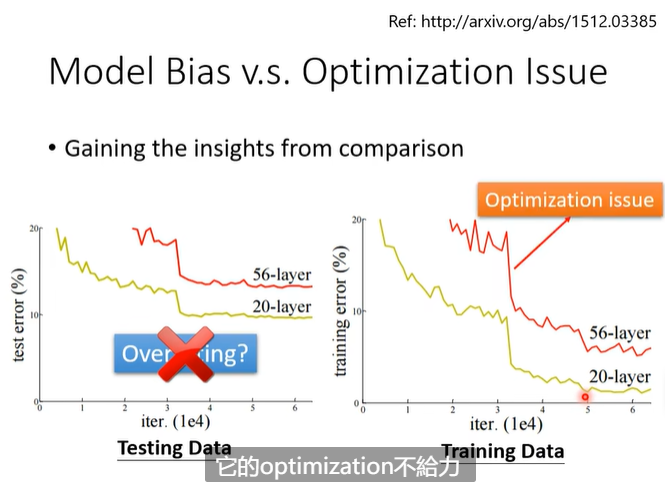 Ref: http://arxiv.org/abs/1512.03385
Model Bias v.s. Optimization Issue
• Gaining the insights from comparison
Optimization issue
20
10
0
test error (%)
56-layer
20-layer
0 1 2 3 4 5 6
iter. (1e4)
Testing Data
20
10
0
training error (%)
56-layer
20-layer
0 1 2 3 4 5 6
iter. (1e4)
Training Data
它的optimization不給力